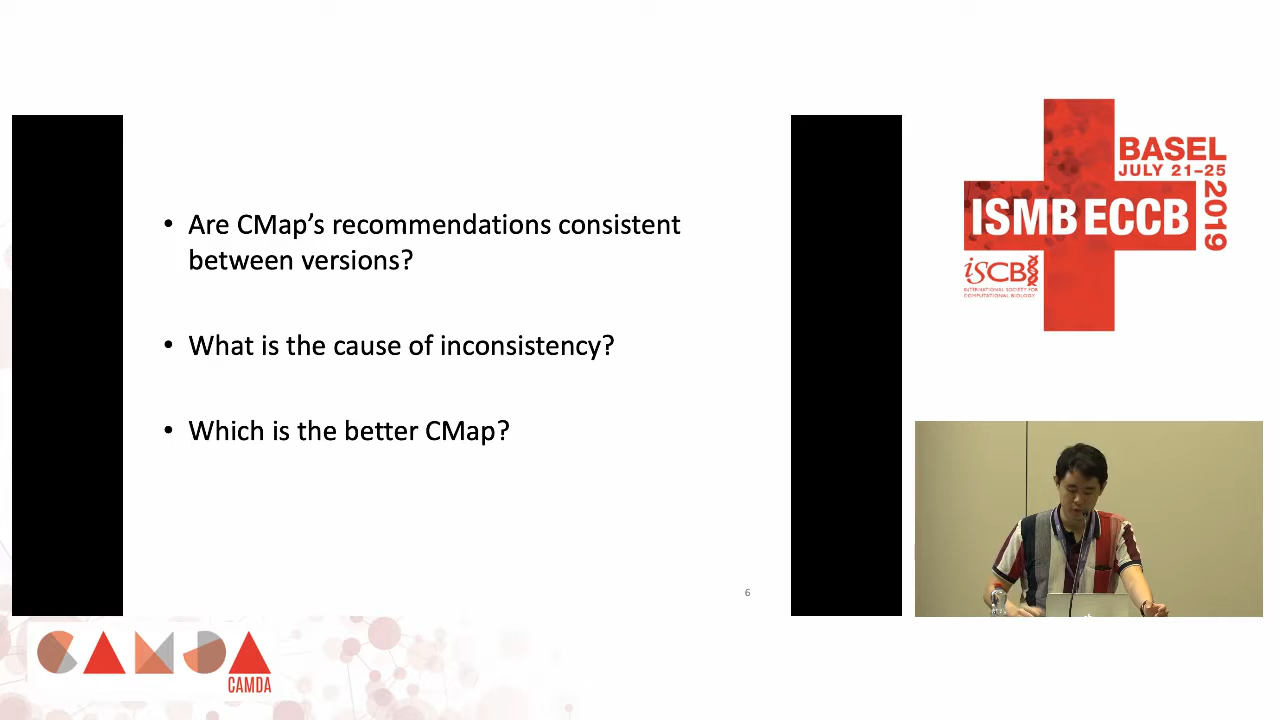 • Are CMap’s recommendations consistent
between versions?
• What is the cause of inconsistency?
• Which is the better CMap?
6
BASEL
JULY 21–25
2019
ISMB ECCB
iSCB
INTERNATIONAL SOCIETY FOR
COMPUTATIONAL BIOLOGY
CAMDA
CAMDA